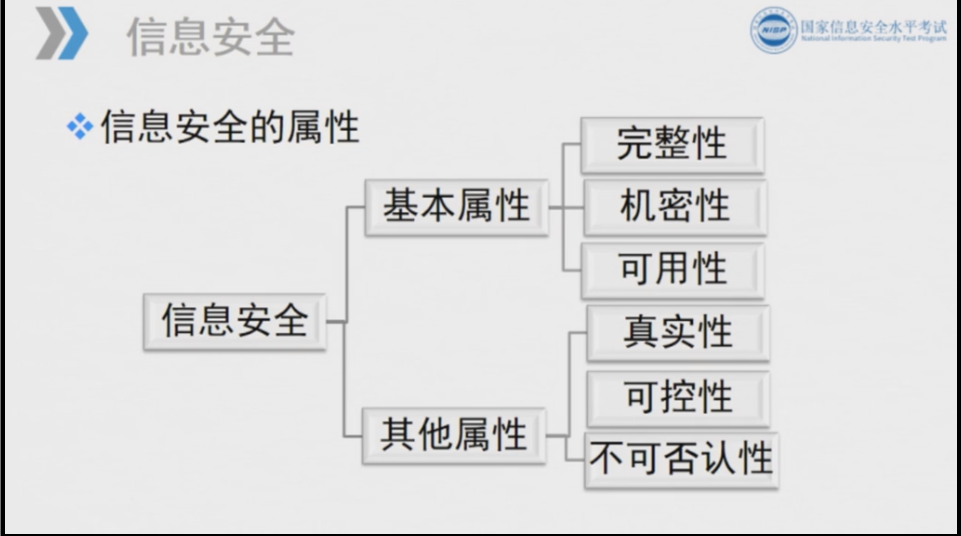 信息安全
NISP
国家信息安全水平考试
National Information Security Test Program
信息安全的属性
信息安全
基本属性
完整性
机密性
可用性
其他属性
真实性
可控性
不可否认性